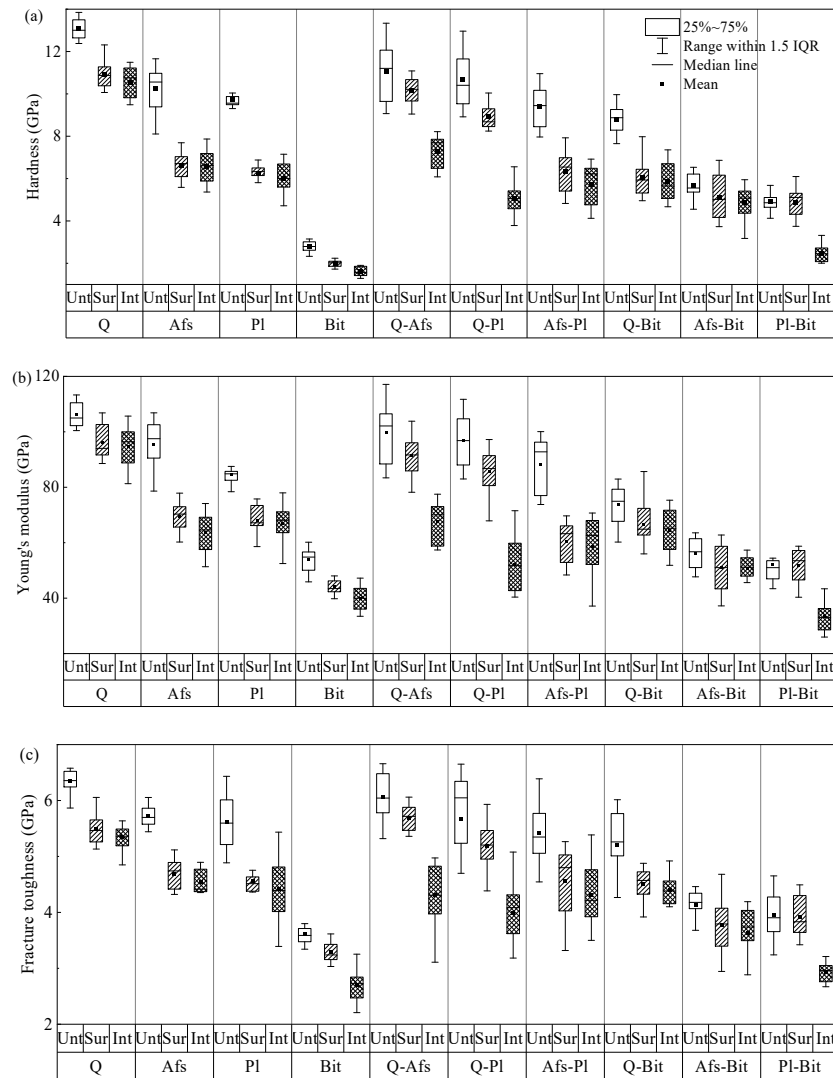 (a)
25%~75%
Range within 1.5 IQR
Median line
Mean
12
8
4
Hardness (GPa)
Unt Sur Int Unt Sur Int Unt Sur Int Unt Sur Int Unt Sur Int Unt Sur Int Unt Sur Int Unt Sur Int Unt Sur Int Unt Sur Int
Q Afs Pl Bit Q-Afs Q-Pl Afs-Pl Q-Bit Afs-Bit Pl-Bit
(b)
120
80
40
Young's modulus (GPa)
Unt Sur Int Unt Sur Int Unt Sur Int Unt Sur Int Unt Sur Int Unt Sur Int Unt Sur Int Unt Sur Int Unt Sur Int Unt Sur Int
Q Afs Pl Bit Q-Afs Q-Pl Afs-Pl Q-Bit Afs-Bit Pl-Bit
(c)
6
4
2
Fracture toughness (GPa)
Unt Sur Int Unt Sur Int Unt Sur Int Unt Sur Int Unt Sur Int Unt Sur Int Unt Sur Int Unt Sur Int Unt Sur Int Unt Sur Int
Q Afs Pl Bit Q-Afs Q-Pl Afs-Pl Q-Bit Afs-Bit Pl-Bit